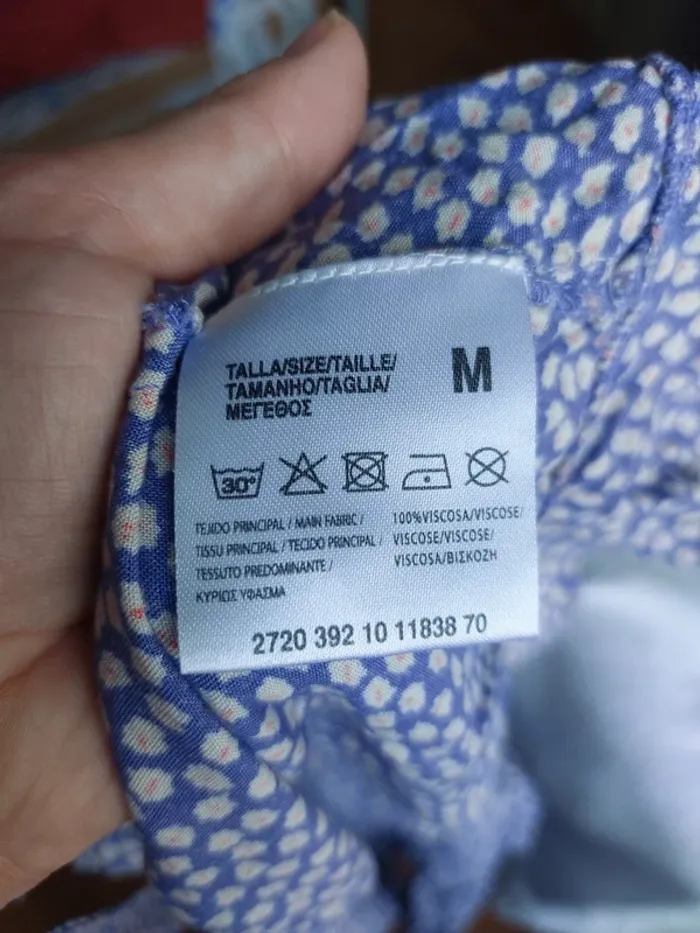 TALLA/SIZE/TAILLE/
TAMANHO/TAGLIA/
ΜΕΓΕΘΟΣ
M
30°
TEJIDO PRINCIPAL / MAIN FABRIC /
TISSU PRINCIPAL / TECIDO PRINCIPAL /
TESSUTO PREDOMINANTE /
ΚΥΡΙΩΣ ΥΦΑΣΜΑ
100%VISCOSA/VISCOSE/
VISCOSE/VISCOSE/
VISCOSA/ΒΙΣΚΟΖΗ
2720 392 10 11838 70